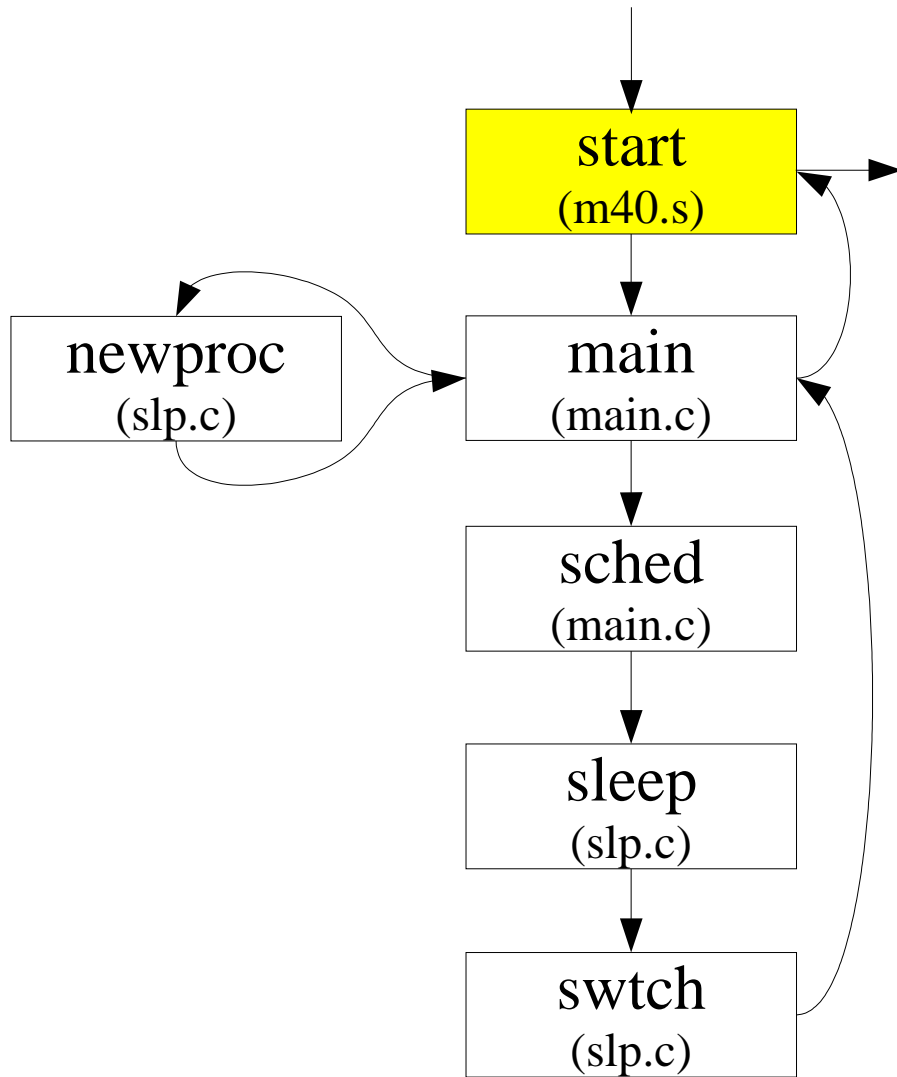 start
(m40.s)
newproc
(slp.c)
main
(main.c)
sched
(main.c)
sleep
(slp.c)
swtch
(slp.c)